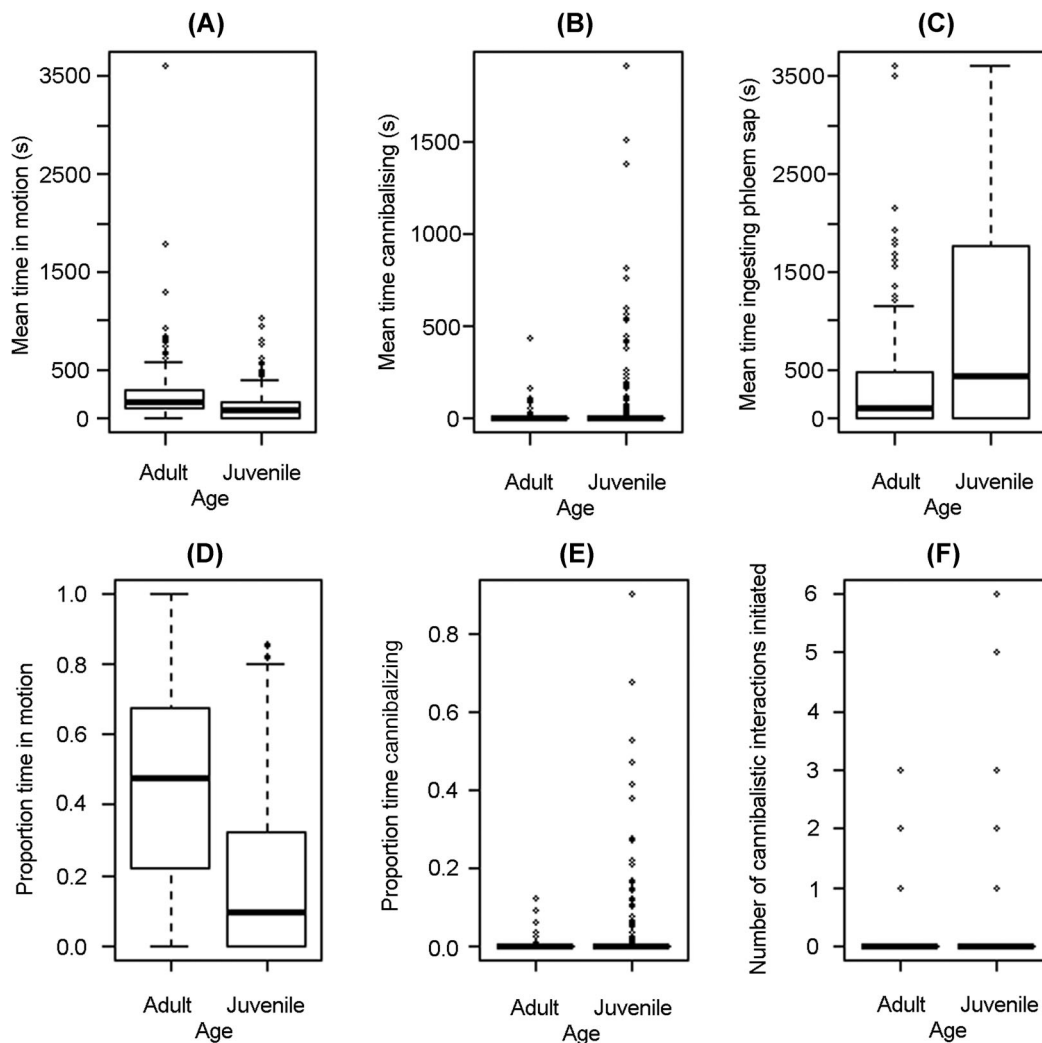 (A)
Mean time in motion (s)
3500
2500
1500
500
0
Adult
Juvenile
Age
(B)
Mean time cannibalising (s)
1500
1000
500
0
Adult
Juvenile
Age
(C)
Mean time ingesting phloem sap (s)
3500
2500
1500
500
0
Adult
Juvenile
Age
(D)
Proportion time in motion
1.0
0.8
0.6
0.4
0.2
0.0
Adult
Juvenile
Age
(E)
Proportion time cannibalizing
0.8
0.6
0.4
0.2
0.0
Adult
Juvenile
Age
(F)
Number of cannibalistic interactions initiated
6
5
4
3
2
1
0
Adult
Juvenile
Age